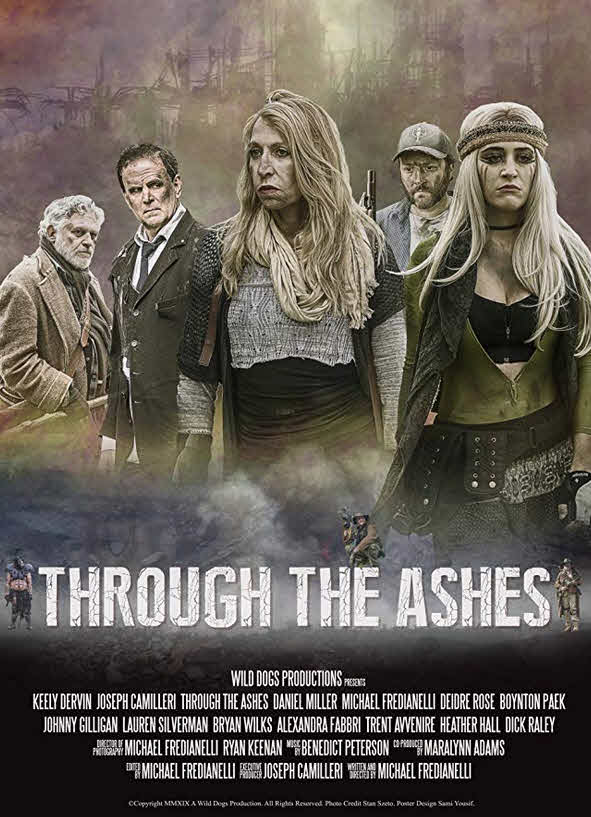 THROUGH THE ASHES
WILD DOGS PRODUCTIONS PRESENTS
KEELY DERVIN JOSEPH CAMILLERI THROUGH THE ASHES DANIEL MILLER MICHAEL FREDIANELLI DEIDRE ROSE BOYNTON PAEK
JOHNNY GILLIGAN LAUREN SILVERMAN BRYAN WILKS ALEXANDRA FABBRI TRENT AVVENIRE HEATHER HALL DICK RALEY
DIRECTOR OF PHOTOGRAPHY MICHAEL FREDIANELLI RYAN KEENAN MUSIC BY BENEDICT PETERSON CO-PRODUCED BY MARALYNN ADAMS
EDITED BY MICHAEL FREDIANELLI EXECUTIVE PRODUCER JOSEPH CAMILLERI WRITTEN AND DIRECTED BY MICHAEL FREDIANELLI
©Copyright MMXIX A Wild Dogs Production. All Rights Reserved. Photo Credit Stan Szeto. Poster Design Sami Yousif.